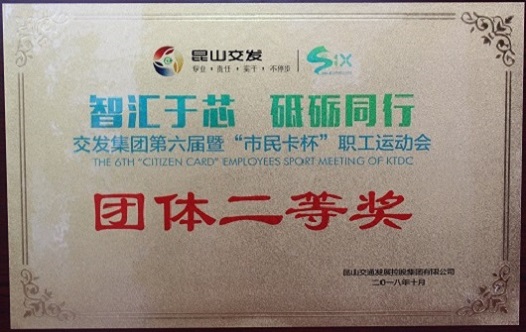 昆山交发 SiX
专业·责任·实干·不停步
智汇于芯 砥砺同行
交发集团第六届暨“市民卡杯”职工运动会
THE 6TH "CITIZEN CARD" EMPLOYEES SPORT MEETING OF KTDC
团体二等奖
昆山交通发展控股集团有限公司
二〇一八年十月